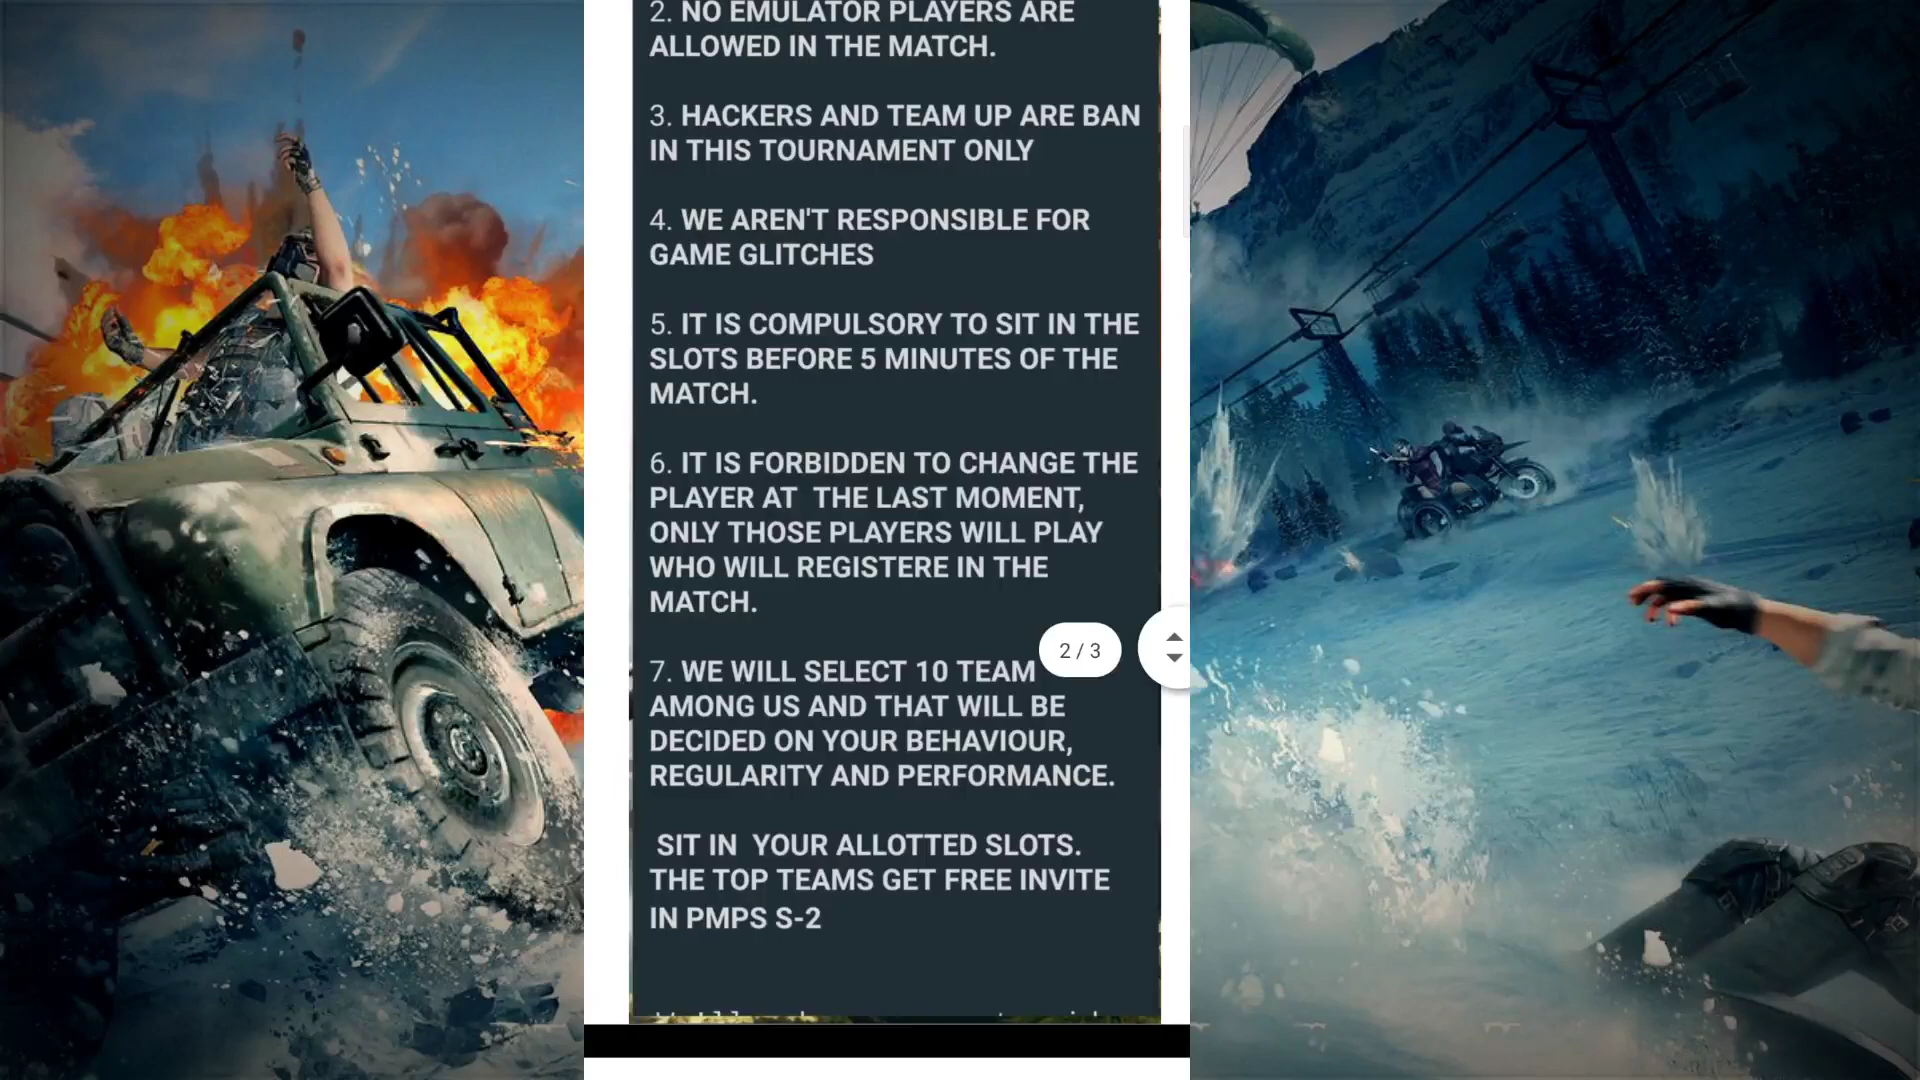 2. NO EMULATOR PLAYERS ARE
ALLOWED IN THE MATCH.
3. HACKERS AND TEAM UP ARE BAN
IN THIS TOURNAMENT ONLY
4. WE AREN'T RESPONSIBLE FOR
GAME GLITCHES
5. IT IS COMPULSORY TO SIT IN THE
SLOTS BEFORE 5 MINUTES OF THE
MATCH.
6. IT IS FORBIDDEN TO CHANGE THE
PLAYER AT  THE LAST MOMENT,
ONLY THOSE PLAYERS WILL PLAY
WHO WILL REGISTERE IN THE
MATCH.
2 / 3
7. WE WILL SELECT 10 TEAM
AMONG US AND THAT WILL BE
DECIDED ON YOUR BEHAVIOUR,
REGULARITY AND PERFORMANCE.
SIT IN  YOUR ALLOTTED SLOTS.
THE TOP TEAMS GET FREE INVITE
IN PMPS S-2